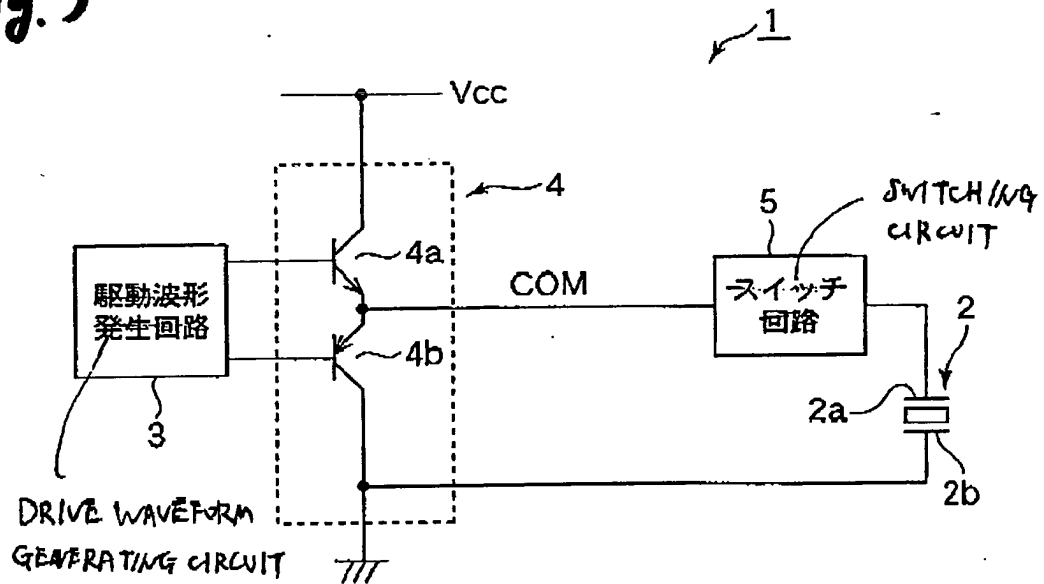 1
Vcc
4
SWITCHING
CIRCUIT
5
4a
COM
駆動波形
発生回路
スイッチ
回路
2
4b
2a
3
2b
DRIVE WAVEFORM
GENERATING CIRCUIT